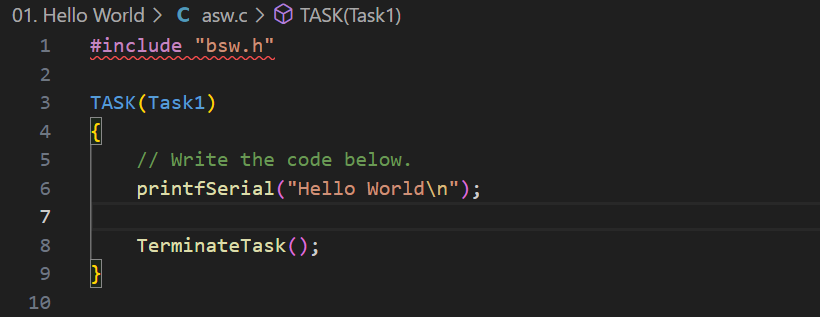 01. Hello World > C asw.c > TASK(Task1)
1 #include "bsw.h"
2
3 TASK(Task1)
4 {
5     // Write the code below.
6     printfSerial("Hello World\n");
7
8     TerminateTask();
9 }
10